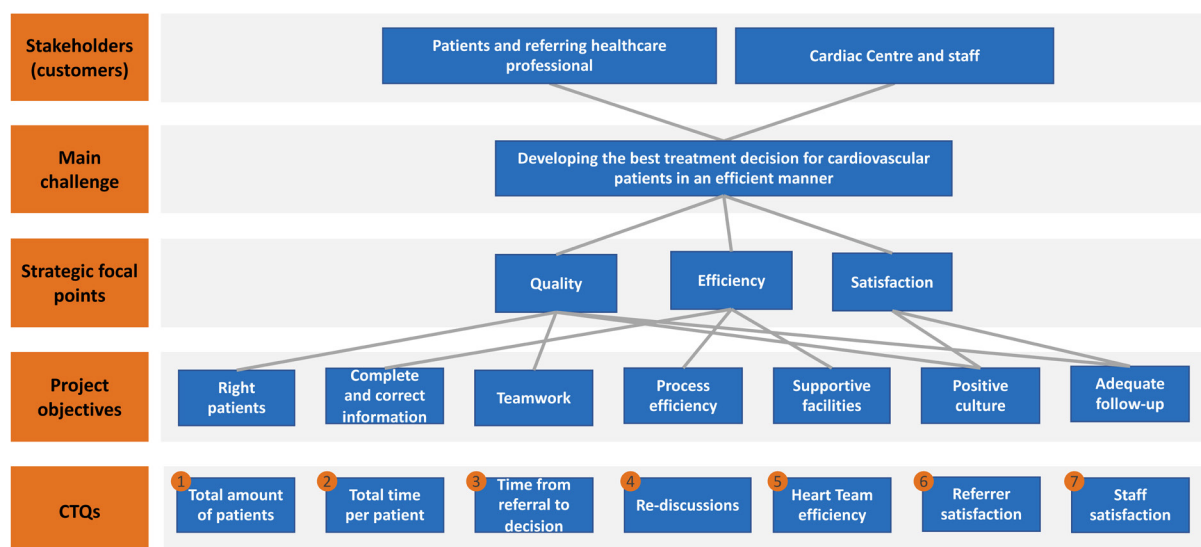 Stakeholders
(customers)
Patients and referring healthcare
professional
Cardiac Centre and staff
Main
challenge
Developing the best treatment decision for cardiovascular
patients in an efficient manner
Strategic focal
points
Quality
Efficiency
Satisfaction
Project
objectives
Right
patients
Complete
and correct
information
Teamwork
Process
efficiency
Supportive
facilities
Positive
culture
Adequate
follow-up
CTQs
1
Total amount
of patients
2
Total time
per patient
3
Time from
referral to
decision
4
Re-discussions
5
Heart Team
efficiency
6
Referrer
satisfaction
7
Staff
satisfaction